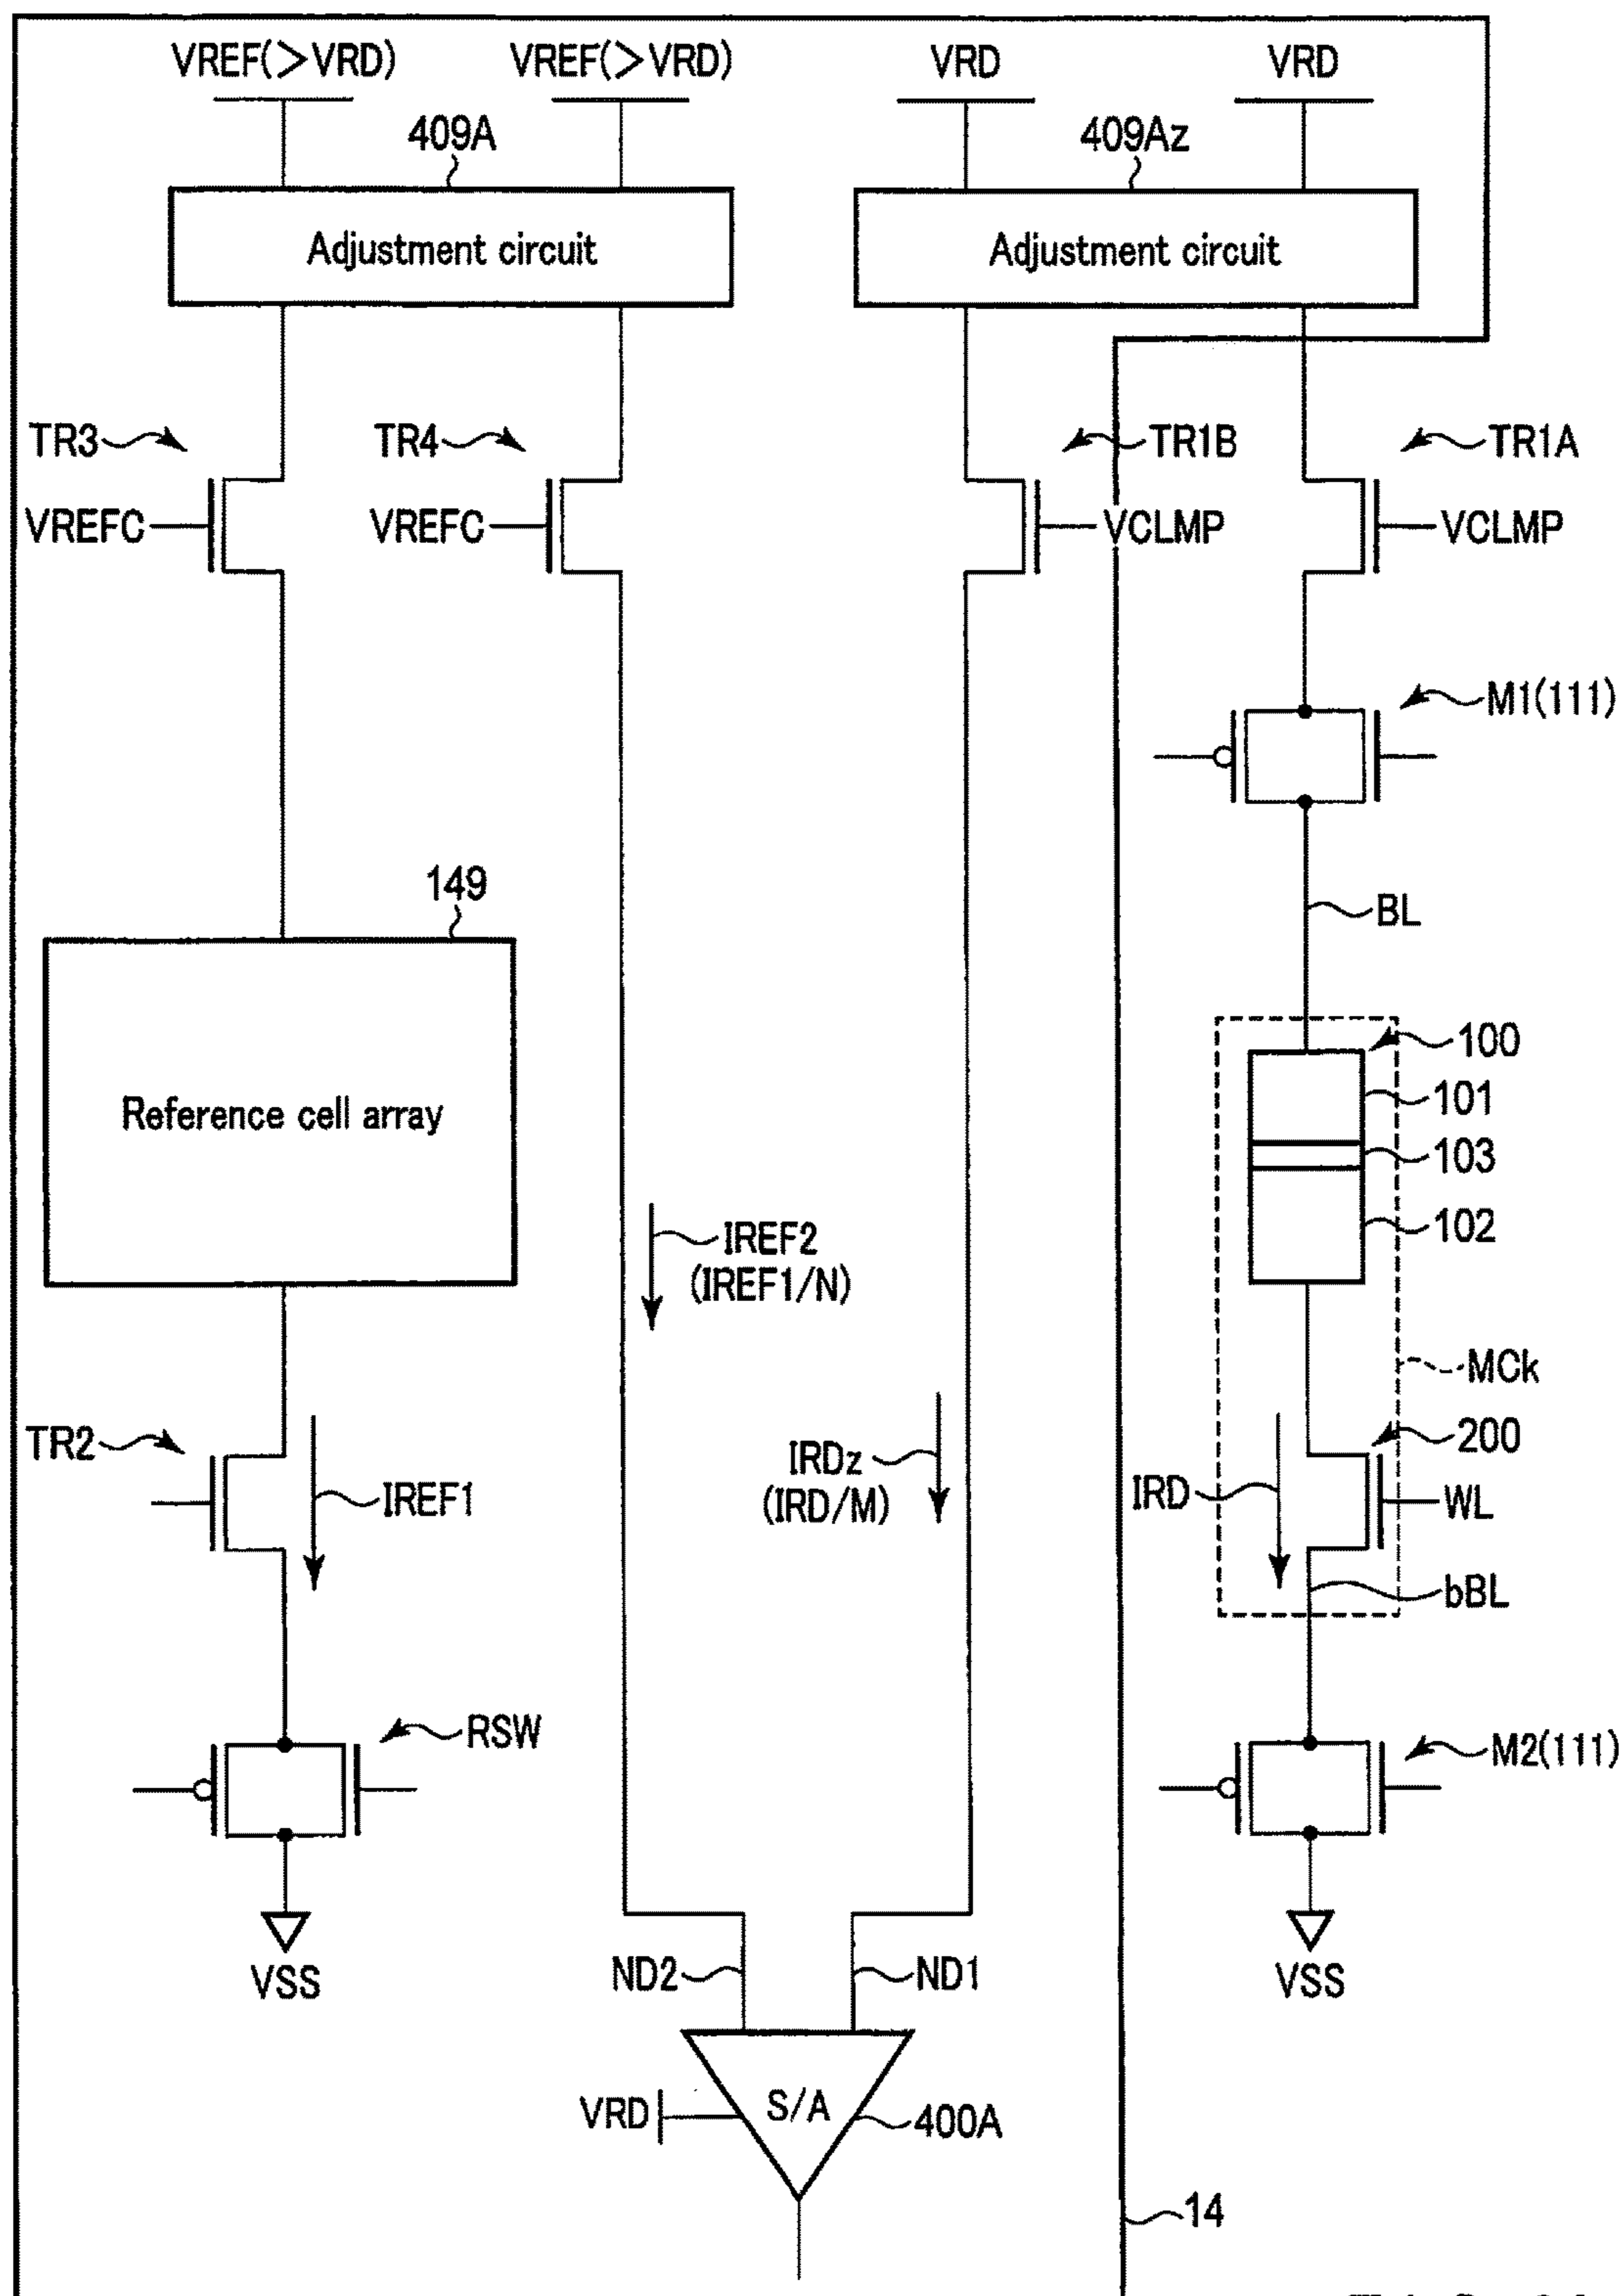 VREF(>VRD) VREF(>VRD) VRD VRD
409A 409Az
Adjustment circuit Adjustment circuit
TR3 TR4 TR1B TR1A
VREFC VREFC VCLMP VCLMP
M1(111)
149 BL
100
101
Reference cell array
103
102
IREF2
(IREF1/N)
MCk
TR2 200
IRDz
(IRD/M)
IREF1 IRD WL
bBL
RSW M2(111)
ND2 ND1
VSS VSS
S/A
VRD 400A
14